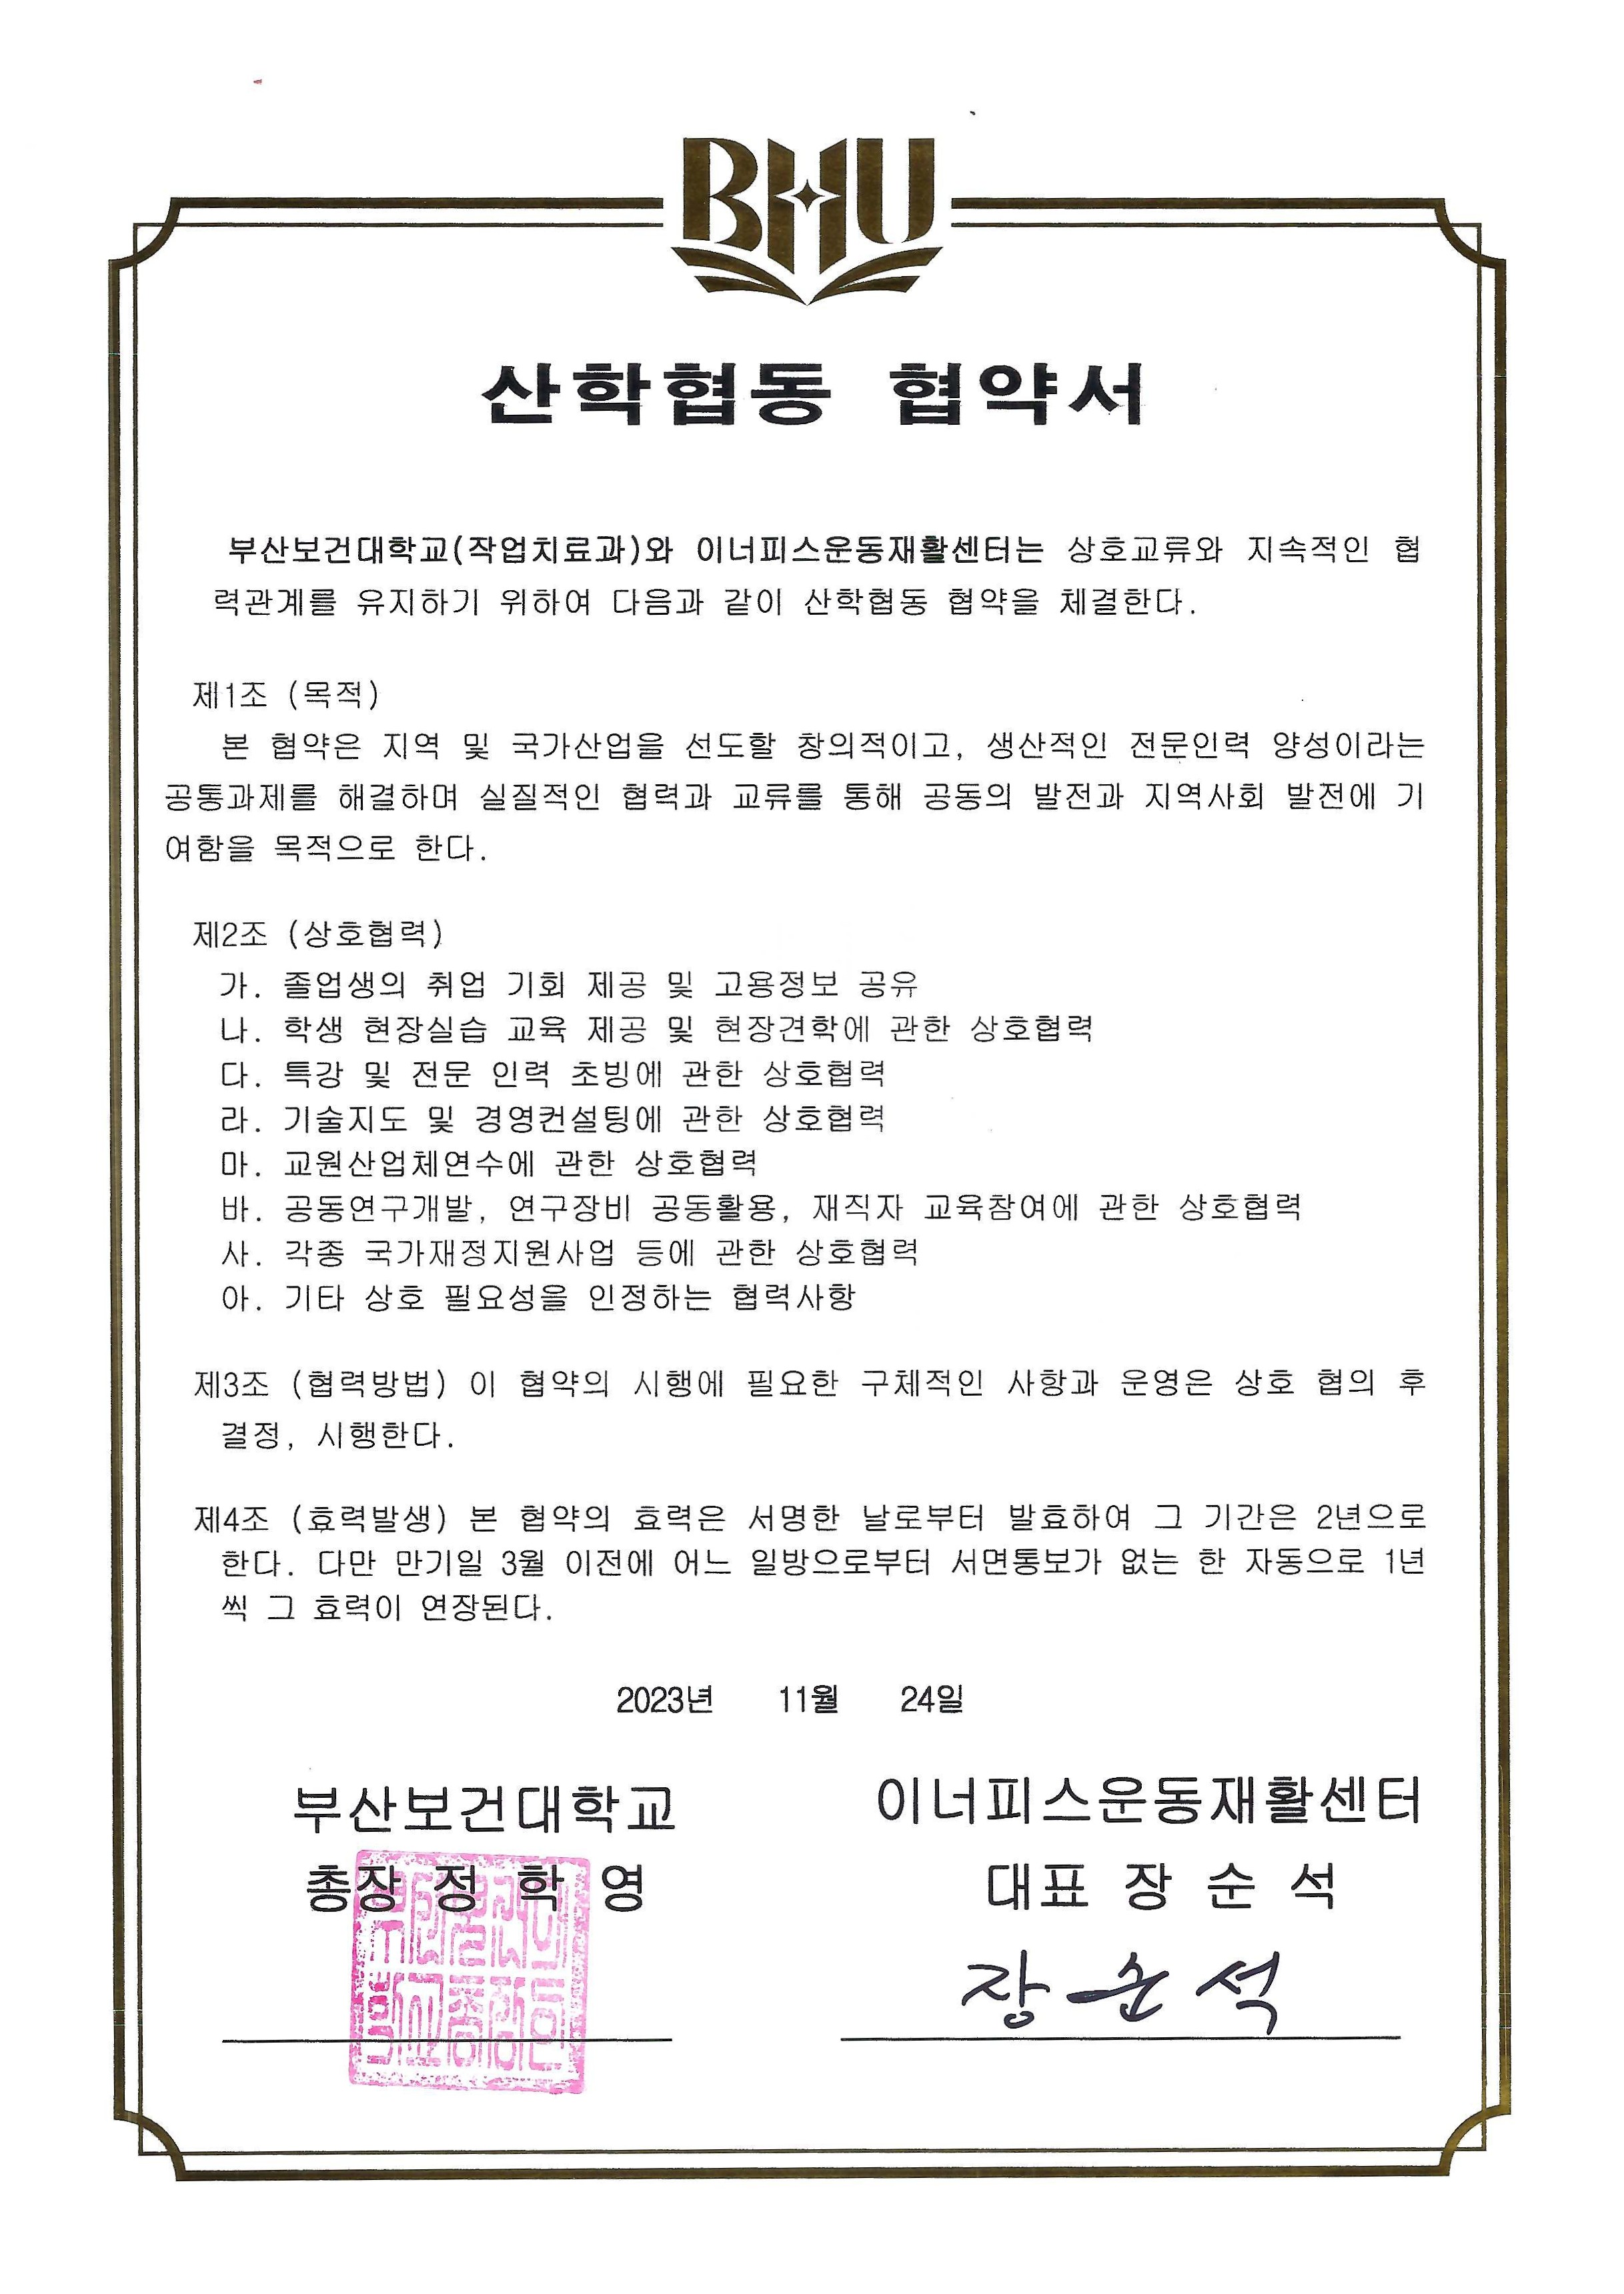 BHU
산학협동 협약서
부산보건대학교(작업치료과)와 이너피스운동재활센터는 상호교류와 지속적인 협
력관계를 유지하기 위하여 다음과 같이 산학협동 협약을 체결한다.
제1조 (목적)
본 협약은 지역 및 국가산업을 선도할 창의적이고, 생산적인 전문인력 양성이라는
공통과제를 해결하며 실질적인 협력과 교류를 통해 공동의 발전과 지역사회 발전에 기
여함을 목적으로 한다.
제2조 (상호협력)
가. 졸업생의 취업 기회 제공 및 고용정보 공유
나. 학생 현장실습 교육 제공 및 현장견학에 관한 상호협력
다. 특강 및 전문 인력 초빙에 관한 상호협력
라. 기술지도 및 경영컨설팅에 관한 상호협력
마. 교원산업체연수에 관한 상호협력
바. 공동연구개발, 연구장비 공동활용, 재직자 교육참여에 관한 상호협력
사. 각종 국가재정지원사업 등에 관한 상호협력
아. 기타 상호 필요성을 인정하는 협력사항
제3조 (협력방법) 이 협약의 시행에 필요한 구체적인 사항과 운영은 상호 협의 후
결정, 시행한다.
제4조 (효력발생) 본 협약의 효력은 서명한 날로부터 발효하여 그 기간은 2년으로
한다. 다만 만기일 3월 이전에 어느 일방으로부터 서면통보가 없는 한 자동으로 1년
씩 그 효력이 연장된다.
2023년 11월 24일
부산보건대학교
총장 정 학 영
이너피스운동재활센터
대표 장 순 석
장순석